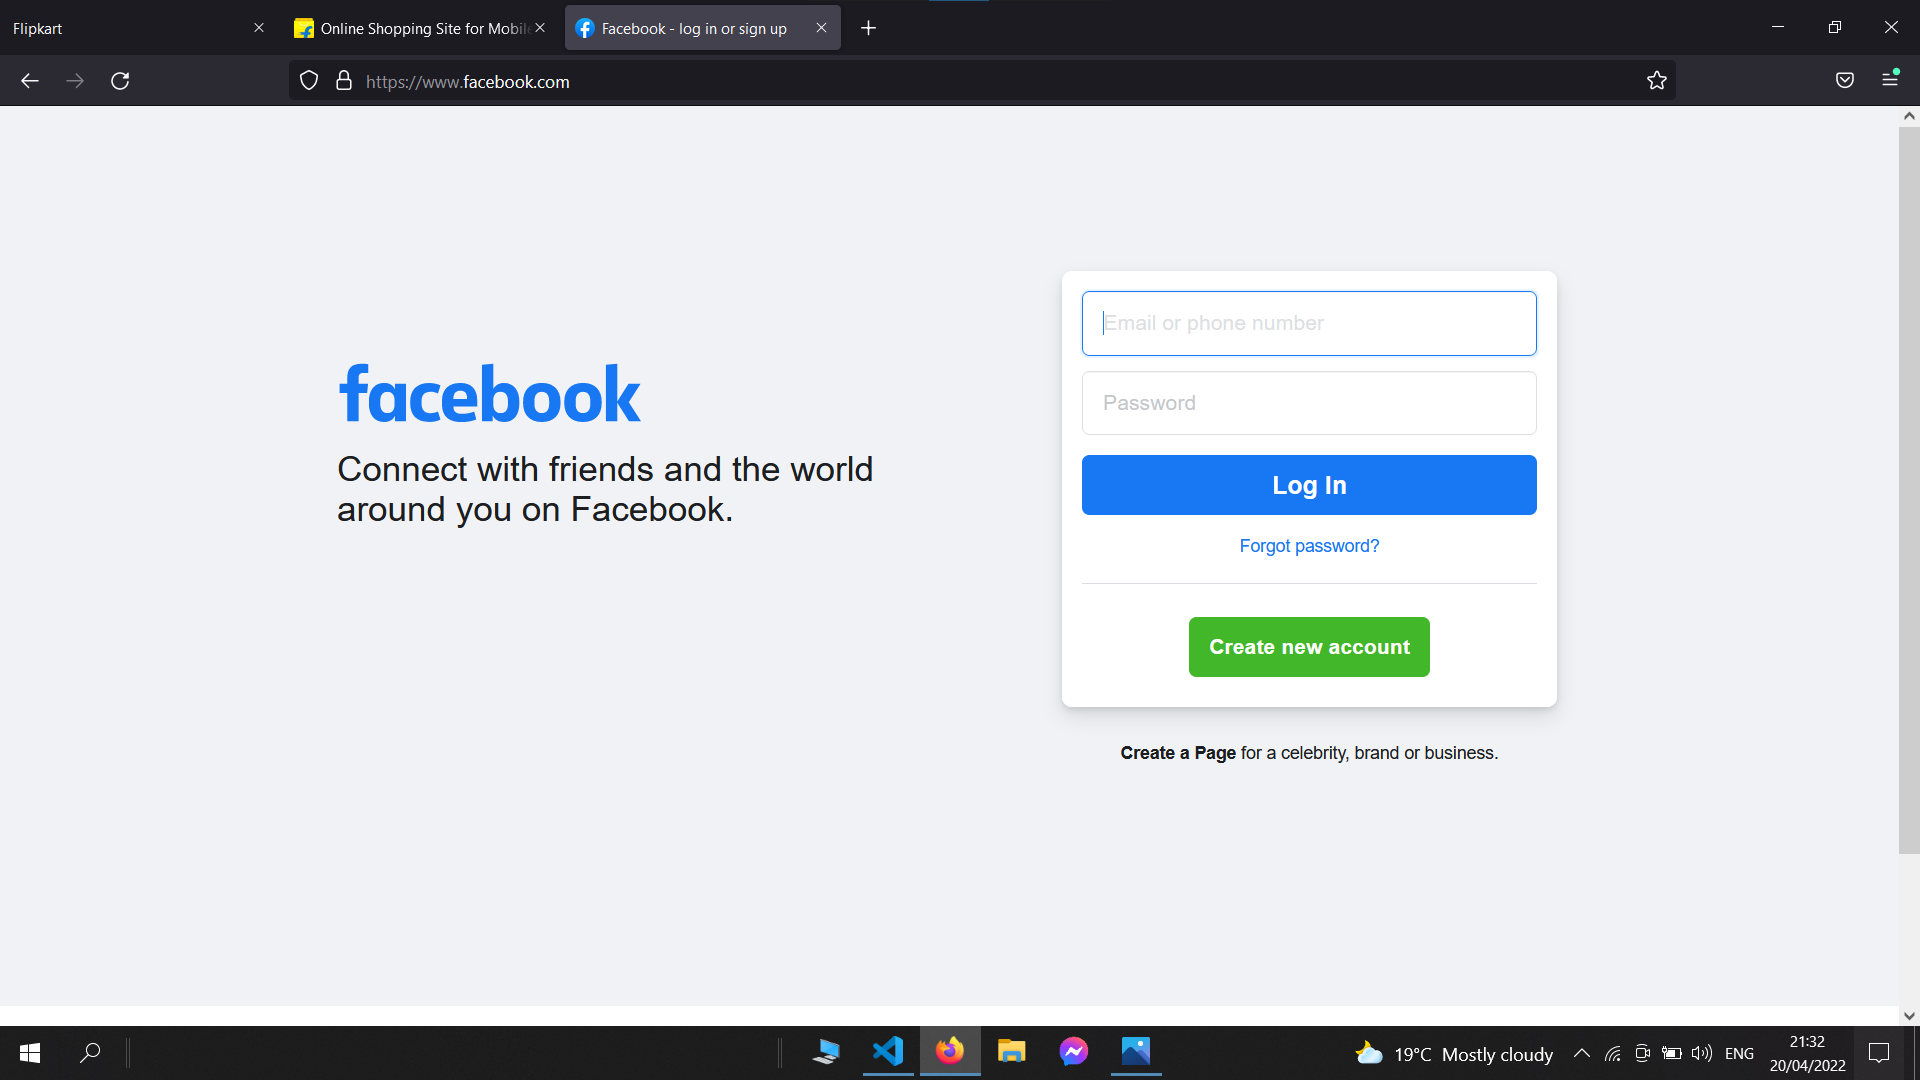 Flipkart
Online Shopping Site for Mobile
Facebook - log in or sign up
https://www.facebook.com
facebook
Connect with friends and the world
around you on Facebook.
Email or phone number
Password
Log In
Forgot password?
Create new account
Create a Page for a celebrity, brand or business.
19°C Mostly cloudy
ENG
21:32
20/04/2022